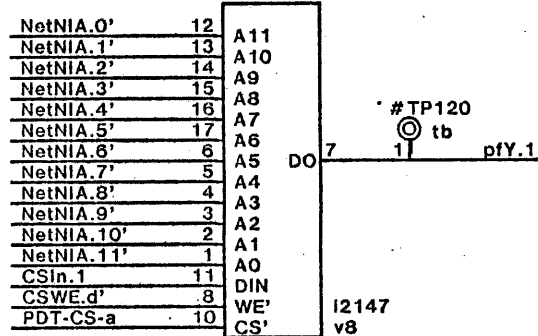 NetNIA.0' 12 A11
NetNIA.1' 13 A10
NetNIA.2' 14 A9
NetNIA.3' 15 A8
NetNIA.4' 16 A7
NetNIA.5' 17 A6
NetNIA.6' 6 A5
NetNIA.7' 5 A4
NetNIA.8' 4 A3
NetNIA.9' 3 A2
NetNIA.10' 2 A1
NetNIA.11' 1 A0
CSIn.1 11 DIN
CSWE.d' 8 WE'
PDT-CS-a 10 CS'
#TP120
tb
DO 7 1 pfY.1
i2147
v8